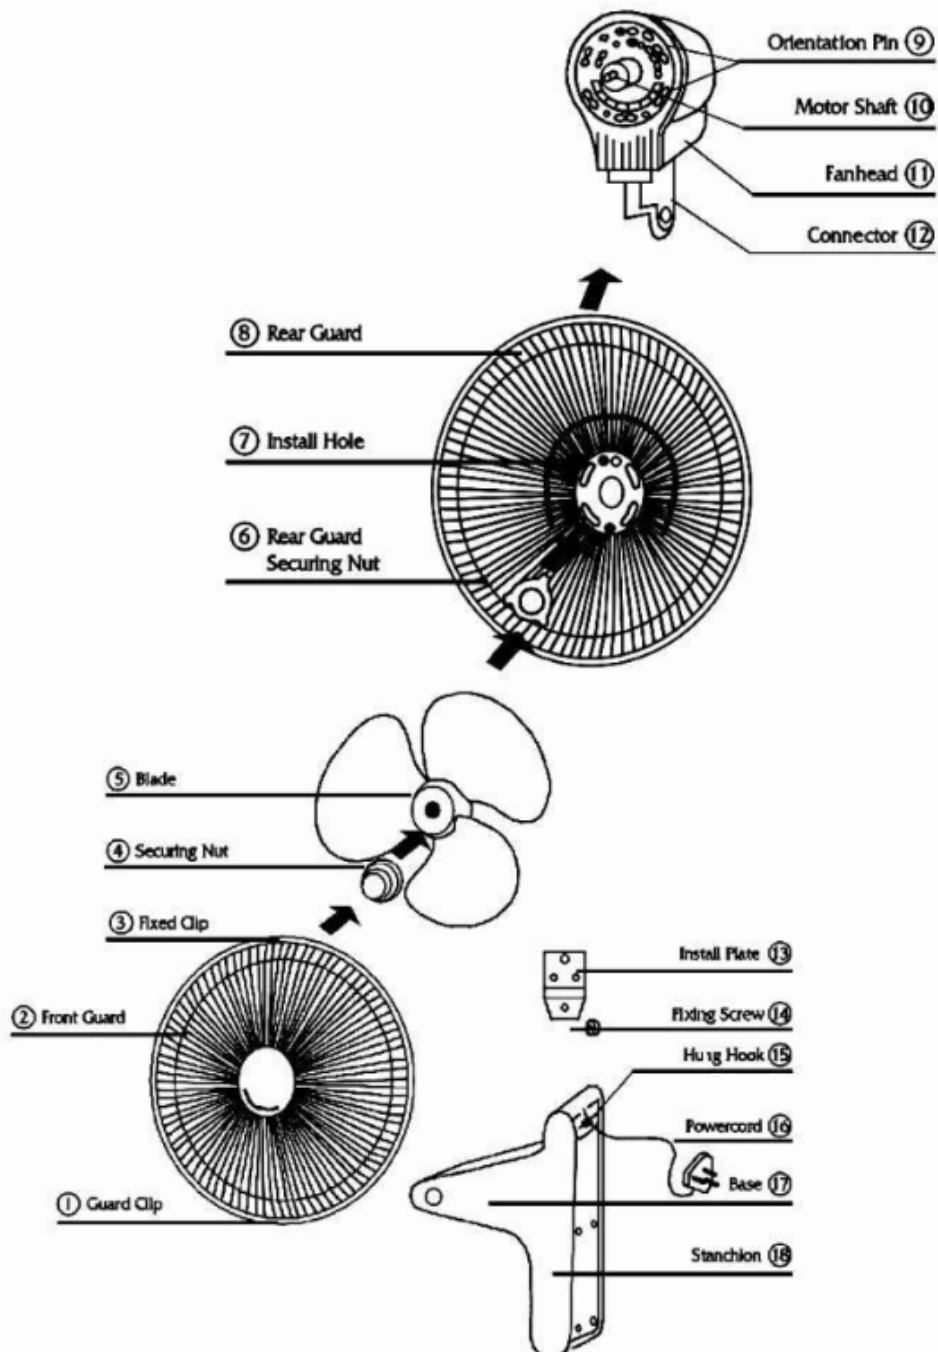 Orientation Pin ⑨
Motor Shaft ⑩
Fanhead ⑪
Connector ⑫
⑧ Rear Guard
⑦ Install Hole
⑥ Rear Guard
Securing Nut
⑤ Blade
④ Securing Nut
③ Fixed Clip
② Front Guard
① Guard Clip
Install Plate ⑬
Fixing Screw ⑭
Hung Hook ⑮
Powercord ⑯
Base ⑰
Stanchion ⑱